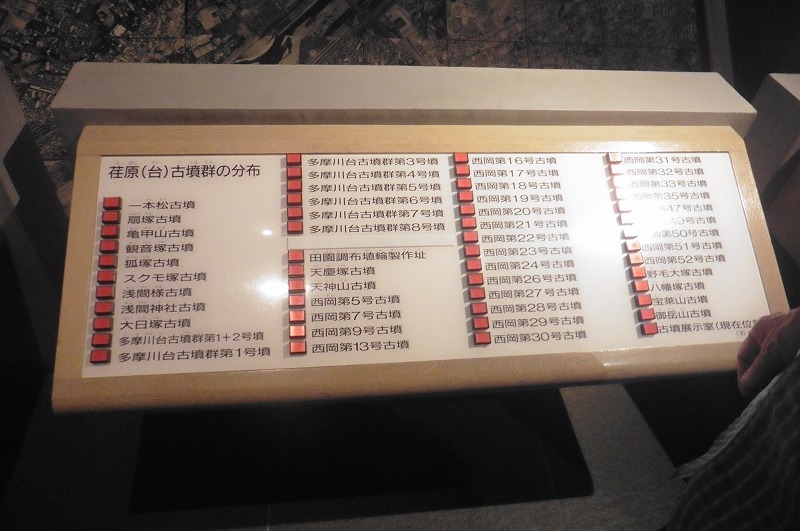 荏原(台)古墳群の分布
一本松古墳
扇塚古墳
亀甲山古墳
観音塚古墳
狐塚古墳
スクモ塚古墳
浅間様古墳
浅間神社古墳
大日塚古墳
多摩川台古墳群第1+2号墳
多摩川台古墳群第1号墳
多摩川台古墳群第3号墳
多摩川台古墳群第4号墳
多摩川台古墳群第5号墳
多摩川台古墳群第6号墳
多摩川台古墳群第7号墳
多摩川台古墳群第8号墳
田園調布埴輪製作址
天慶塚古墳
天神山古墳
西岡第5号古墳
西岡第7号古墳
西岡第9号古墳
西岡第13号古墳
西岡第16号古墳
西岡第17号古墳
西岡第18号古墳
西岡第19号古墳
西岡第20号古墳
西岡第21号古墳
西岡第22号古墳
西岡第23号古墳
西岡第24号古墳
西岡第26号古墳
西岡第27号古墳
西岡第28号古墳
西岡第29号古墳
西岡第30号古墳
西岡第31号古墳
西岡第32号古墳
西岡第33号古墳
西岡第35号古墳
47号古墳
49号古墳
岡第50号古墳
西岡第51号古墳
西岡第52号古墳
野毛大塚古墳
八幡塚古墳
宝萊山古墳
御岳山古墳
古墳展示室(現在位